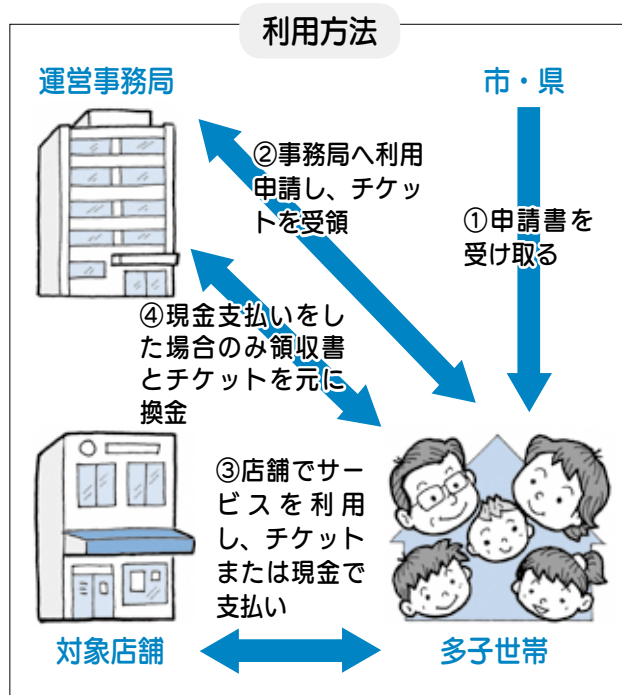 利用方法
運営事務局
市・県
②事務局へ利用
申請し、チケッ
トを受領
①申請書を
受け取る
④現金支払いをし
た場合のみ領収書
とチケットを元に
換金
③店舗でサー
ビスを利用
し、チケット
または現金で
支払い
対象店舗
多子世帯